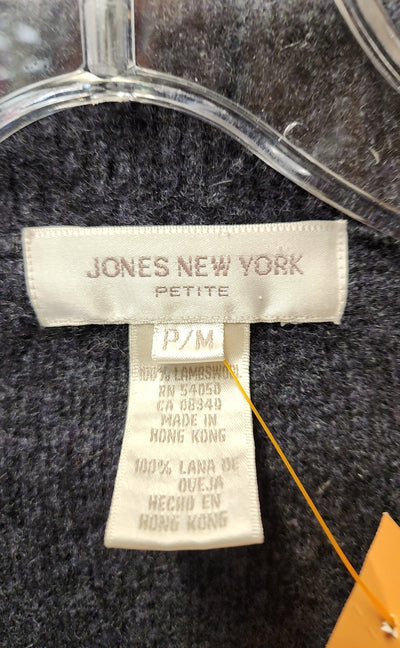 JONES NEW YORK
PETITE
P/M
100% LAMBSWOOL
RN 54050
CA 08949
MADE IN
HONG KONG
100% LANA DE
OVEJA
HECHO EN
HONG KONG